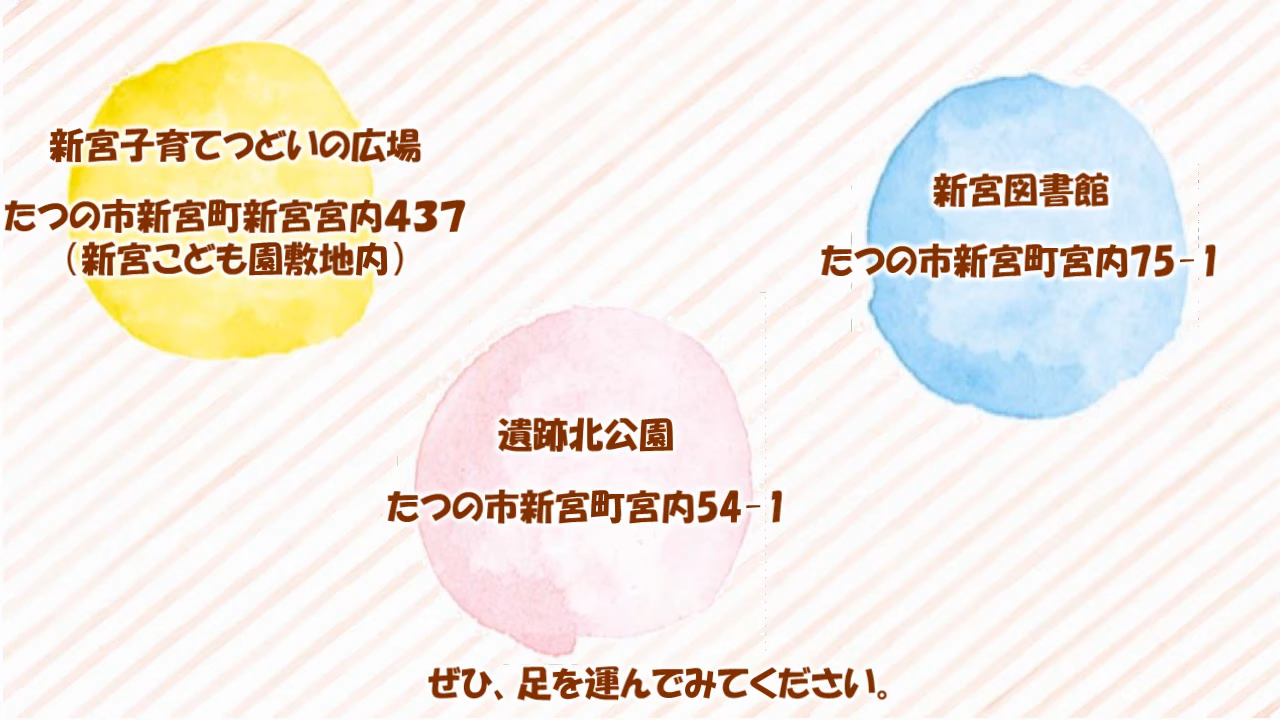 新宮子育てつどいの広場
たつの市新宮町新宮宮内437
（新宮こども園敷地内）
新宮図書館
たつの市新宮町宮内75-1
遺跡北公園
たつの市新宮町宮内54-1
ぜひ、足を運んでみてください。